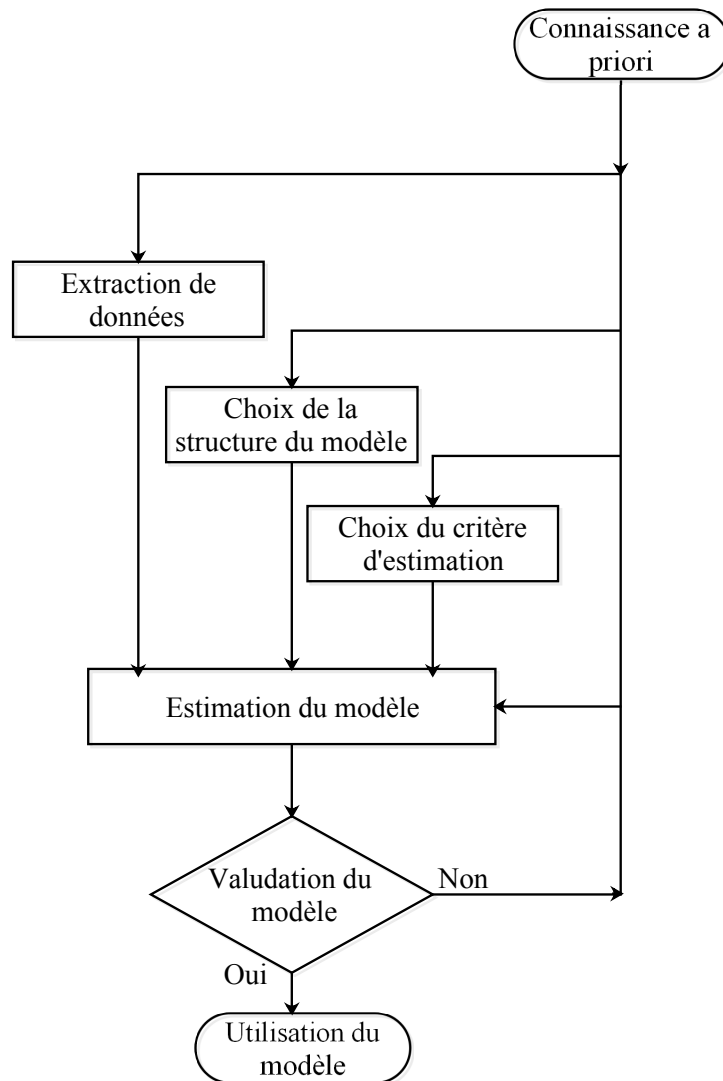 Connaissance a
priori
Extraction de
données
Choix de la
structure du modèle
Choix du critère
d'estimation
Estimation du modèle
Valudation du
modèle
Non
Oui
Utilisation du
modèle